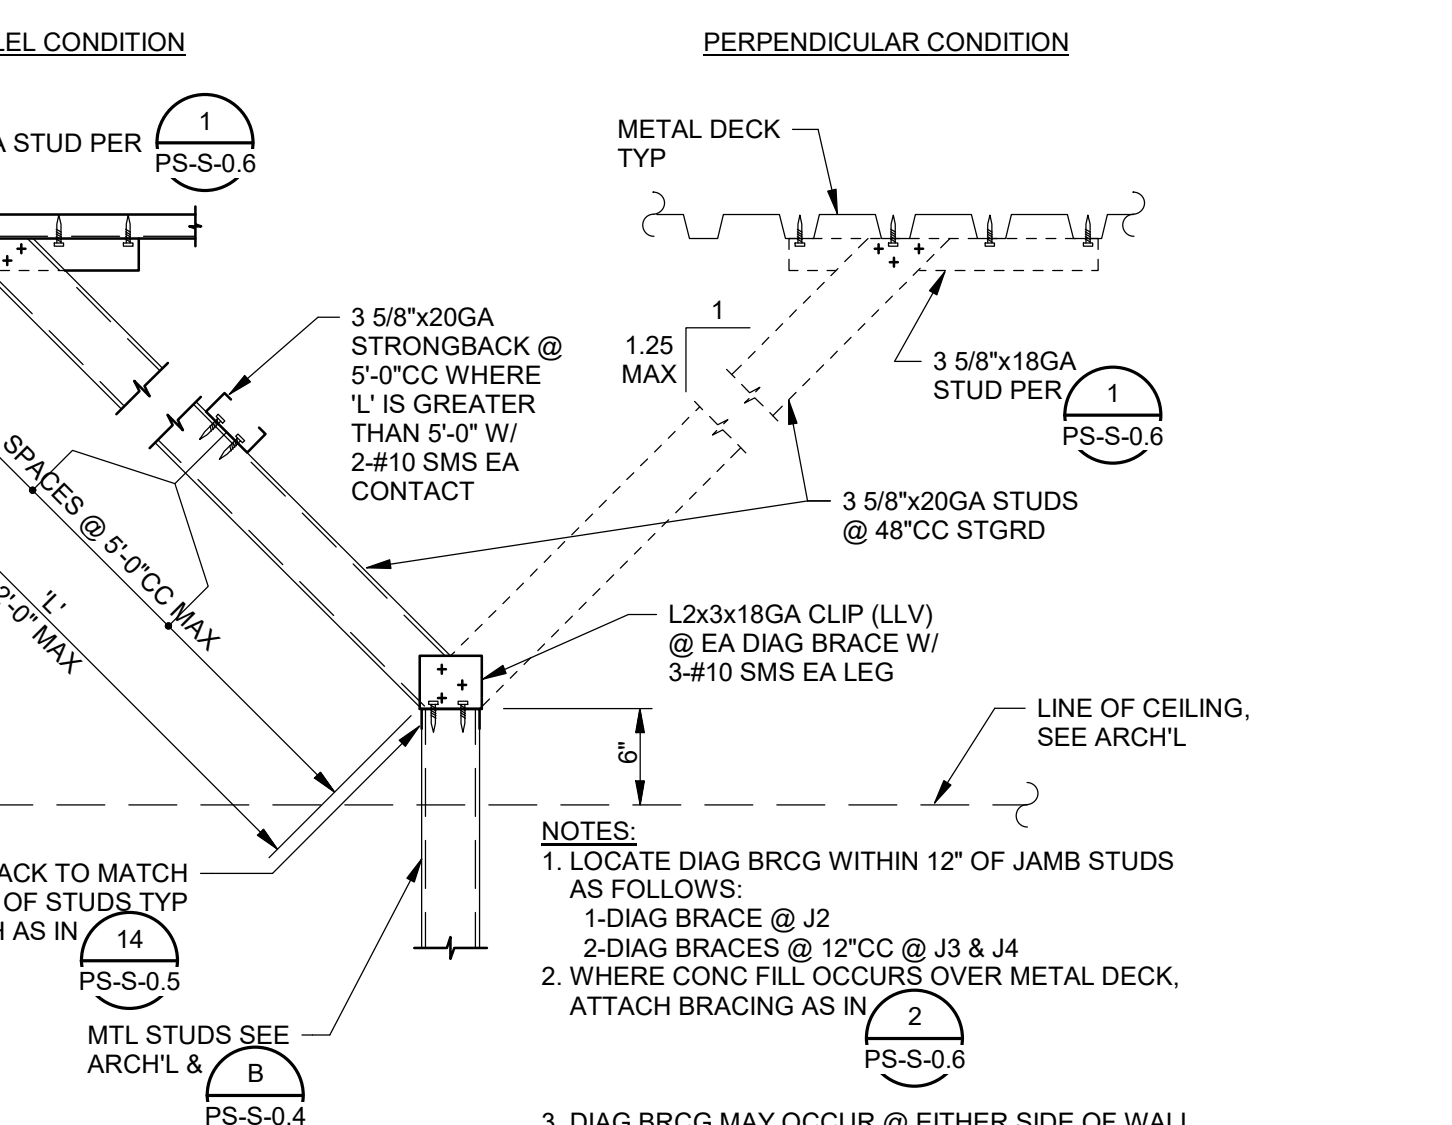 LEL CONDITION
PERPENDICULAR CONDITION
A STUD PER
1
PS-S-0.6
METAL DECK
TYP
3 5/8"x20GA
STRONGBACK @
5'-0"CC WHERE
'L' IS GREATER
THAN 5'-0" W/
2-#10 SMS EA
CONTACT
1
1.25
MAX
3 5/8"x18GA
STUD PER
1
PS-S-0.6
SPACES @ 5'-0"CC MAX
'L'
2'-0" MAX
3 5/8"x20GA STUDS
@ 48"CC STGRD
L2x3x18GA CLIP (LLV)
@ EA DIAG BRACE W/
3-#10 SMS EA LEG
6"
LINE OF CEILING,
SEE ARCH'L
ACK TO MATCH
OF STUDS TYP
H AS IN
14
PS-S-0.5
MTL STUDS SEE
ARCH'L &
B
PS-S-0.4
NOTES:
1. LOCATE DIAG BRCG WITHIN 12" OF JAMB STUDS
AS FOLLOWS:
1-DIAG BRACE @ J2
2-DIAG BRACES @ 12"CC @ J3 & J4
2. WHERE CONC FILL OCCURS OVER METAL DECK,
ATTACH BRACING AS IN
2
PS-S-0.6
3. DIAG BRCG MAY OCCUR @ EITHER SIDE OF WALL